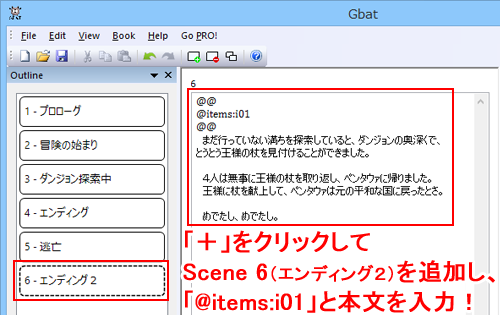 Gbat
File Edit View Book Help Go PRO!
Outline
1 - プロローグ
2 - 冒険の始まり
3 - ダンジョン探索中
4 - エンディング
5 - 逃亡
6 - エンディング２
6
@@
@items:i01
@@
まだ行っていない満ちを探索していると、ダンジョンの奥深くで、
とうとう王様の杖を見付けることができました。
４人は無事に王様の杖を取り返し、ペンタウァに帰りました。
王様に杖を献上して、ペンタウァは元の平和な国に戻ったとさ。
めでたし、めでたし。
「＋」をクリックして
Scene 6（エンディング２）を追加し、
「@items:i01」と本文を入力！